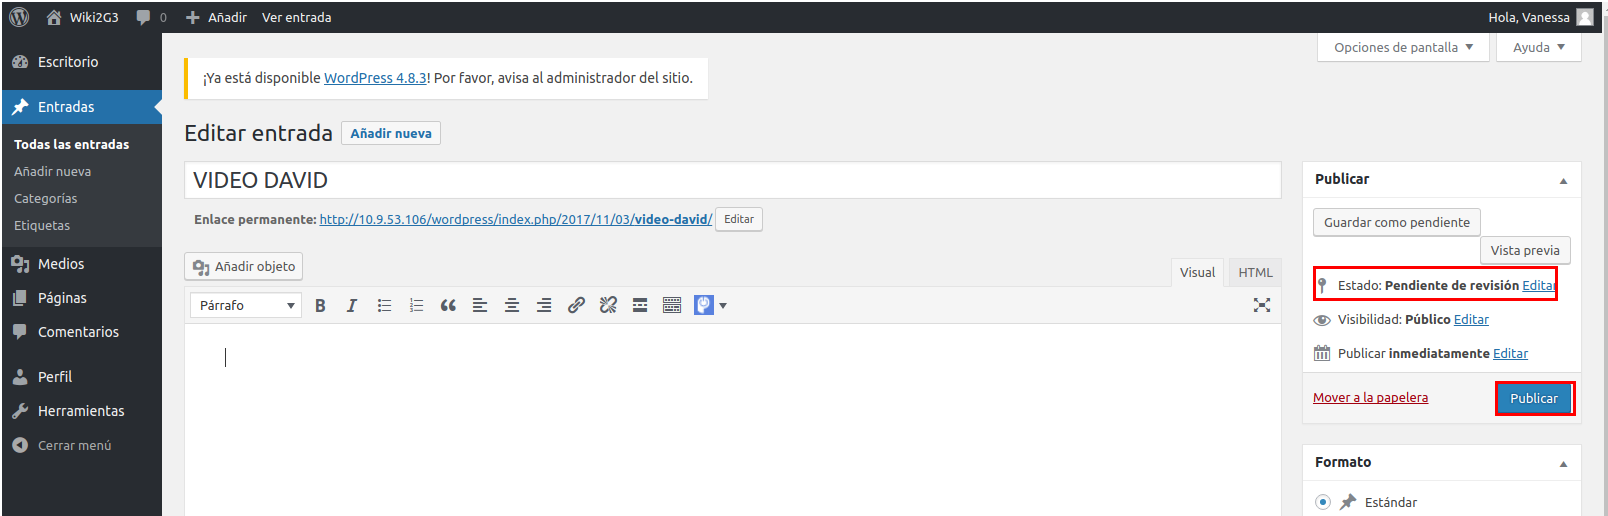 Wiki2G3 0 Añadir Ver entrada Hola, Vanessa
Opciones de pantalla Ayuda
Escritorio
Entradas
Todas las entradas
Añadir nueva
Categorías
Etiquetas
Medios
Páginas
Comentarios
Perfil
Herramientas
Cerrar menú
¡Ya está disponible WordPress 4.8.3! Por favor, avisa al administrador del sitio.
Editar entrada Añadir nueva
VIDEO DAVID
Enlace permanente: http://10.9.53.106/wordpress/index.php/2017/11/03/video-david/ Editar
Añadir objeto
Visual HTML
Párrafo B I
Publicar
Guardar como pendiente
Vista previa
Estado: Pendiente de revisión Editar
Visibilidad: Público Editar
Publicar inmediatamente Editar
Mover a la papelera Publicar
Formato
Estándar